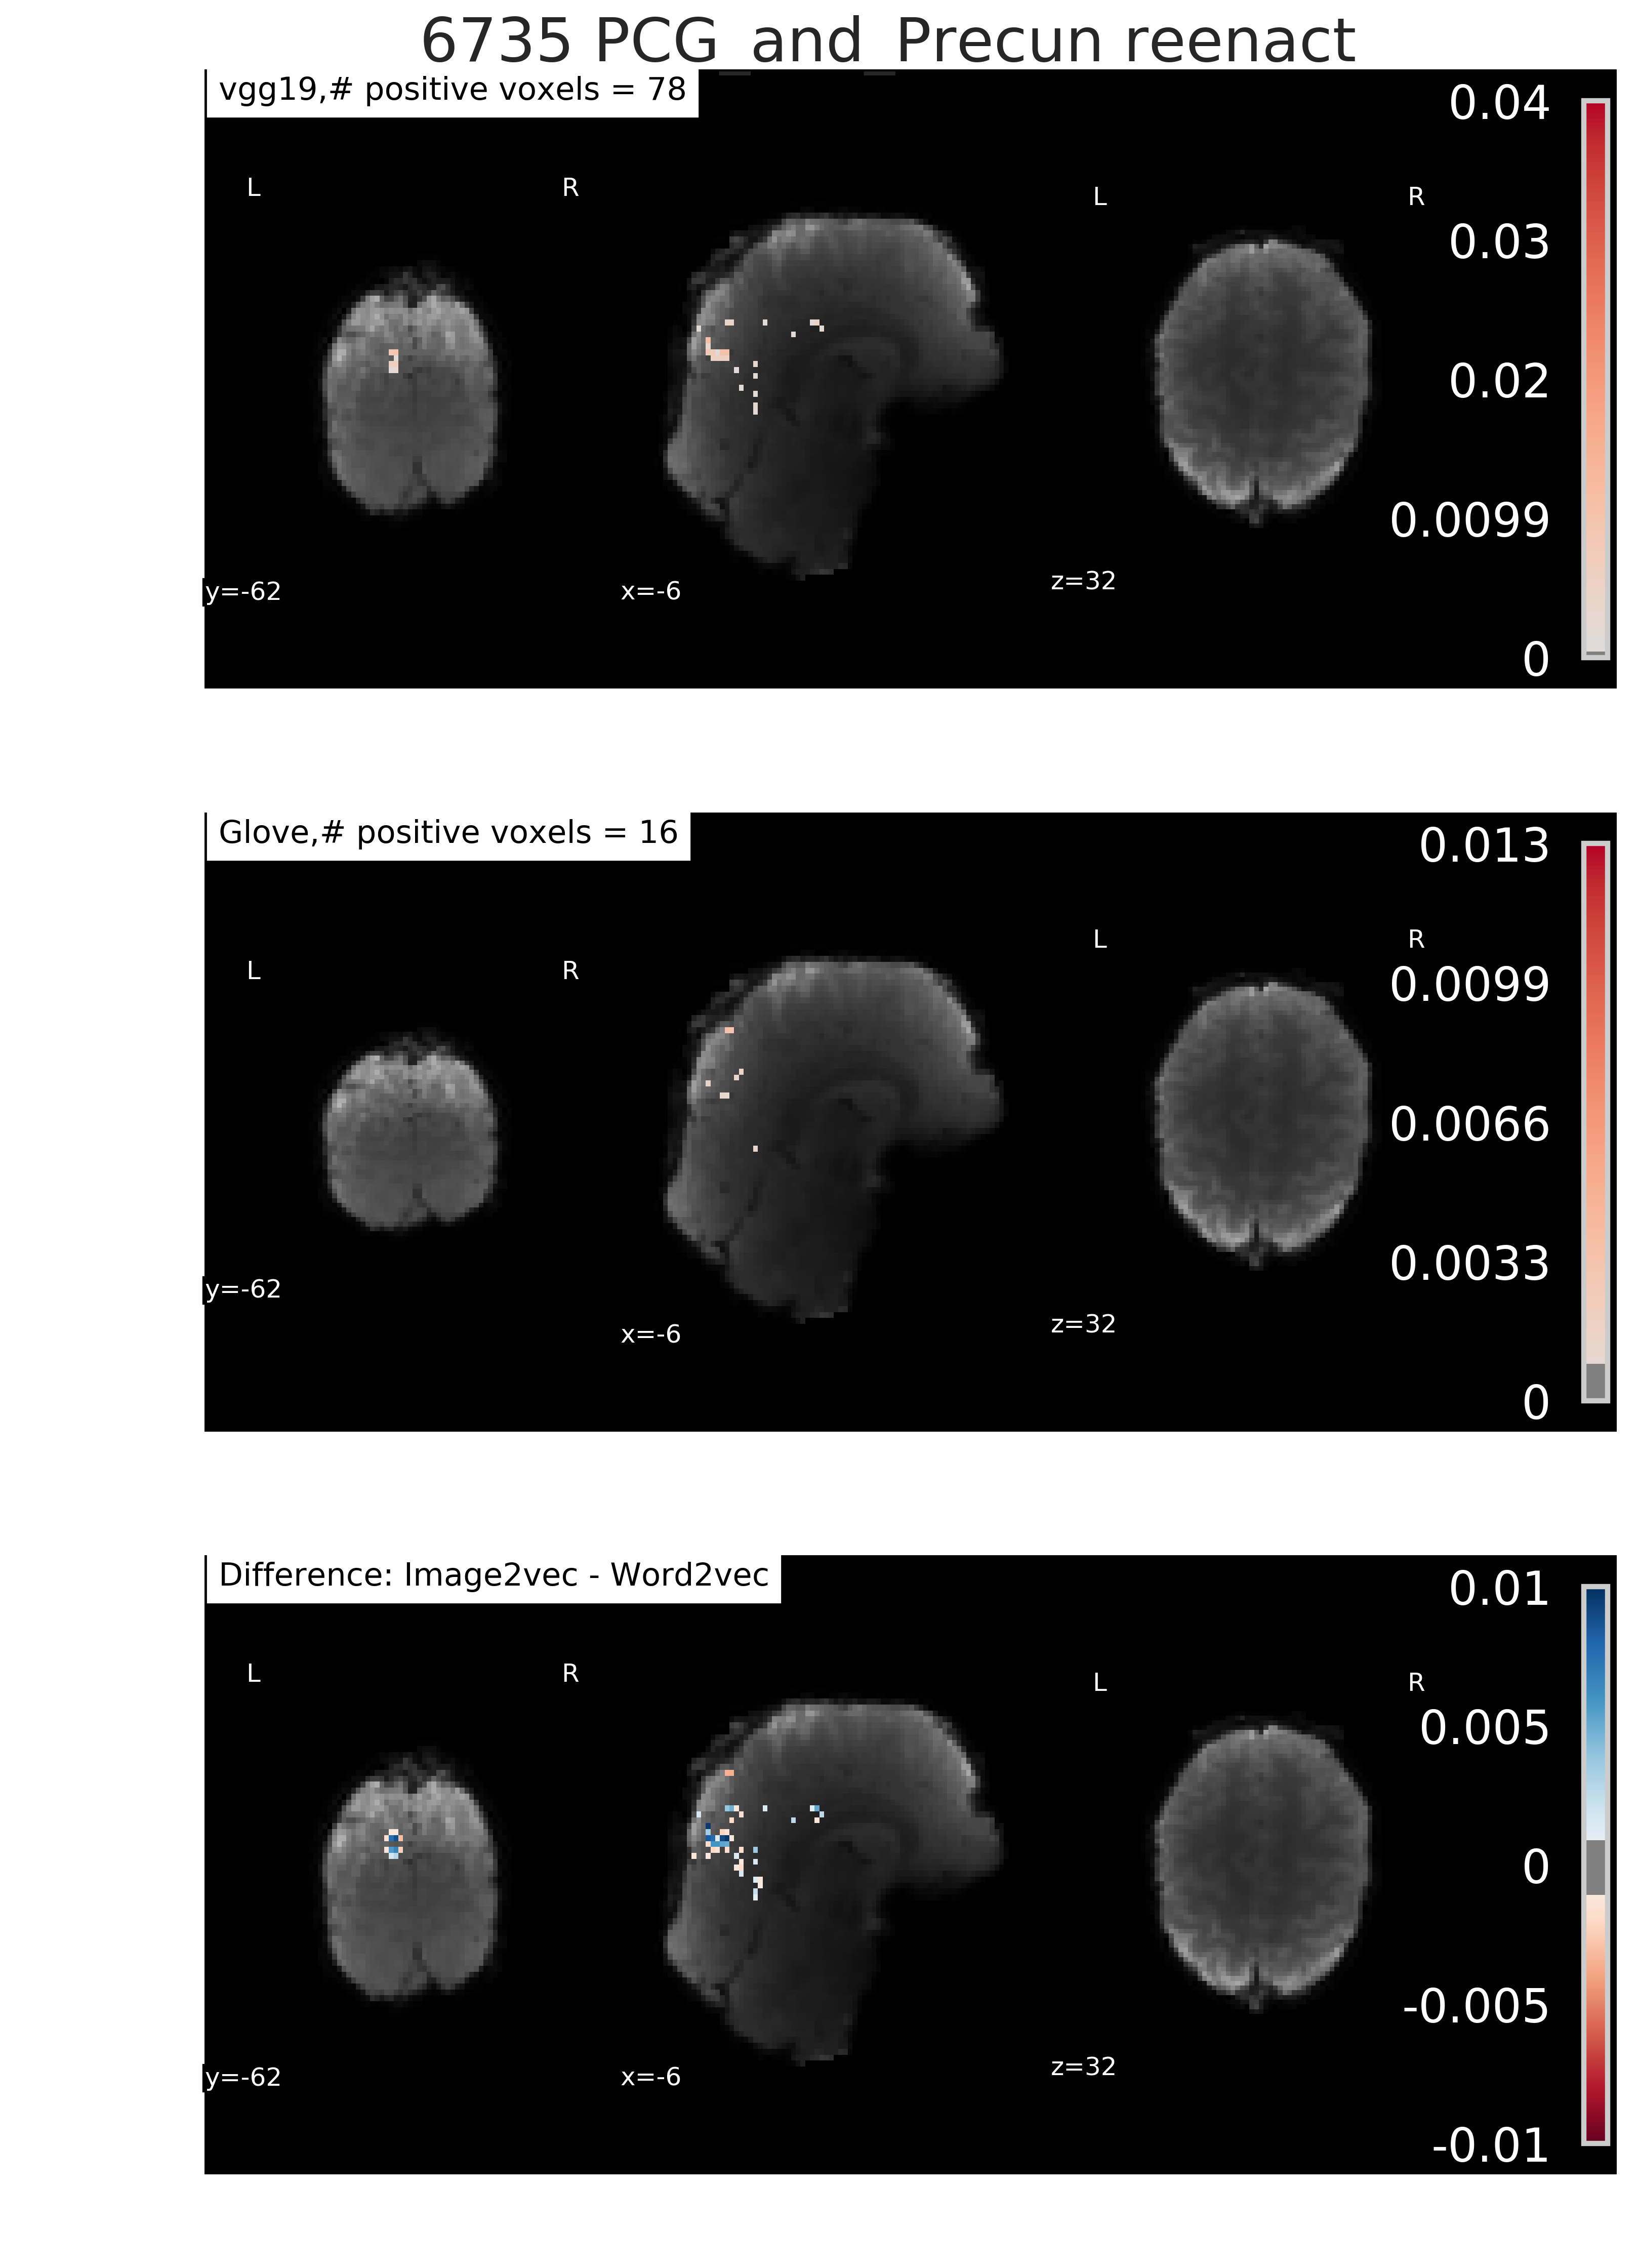 6735 PCG_and_Precun reenact
vgg19,# positive voxels = 78
0.04
L R L R
0.03
0.02
0.0099
y=-62 x=-6 z=32
0
Glove,# positive voxels = 16
0.013
L R L R
0.0099
0.0066
0.0033
y=-62 x=-6 z=32
0
Difference: Image2vec - Word2vec
0.01
L R L R
0.005
0
-0.005
y=-62 x=-6 z=32
-0.01